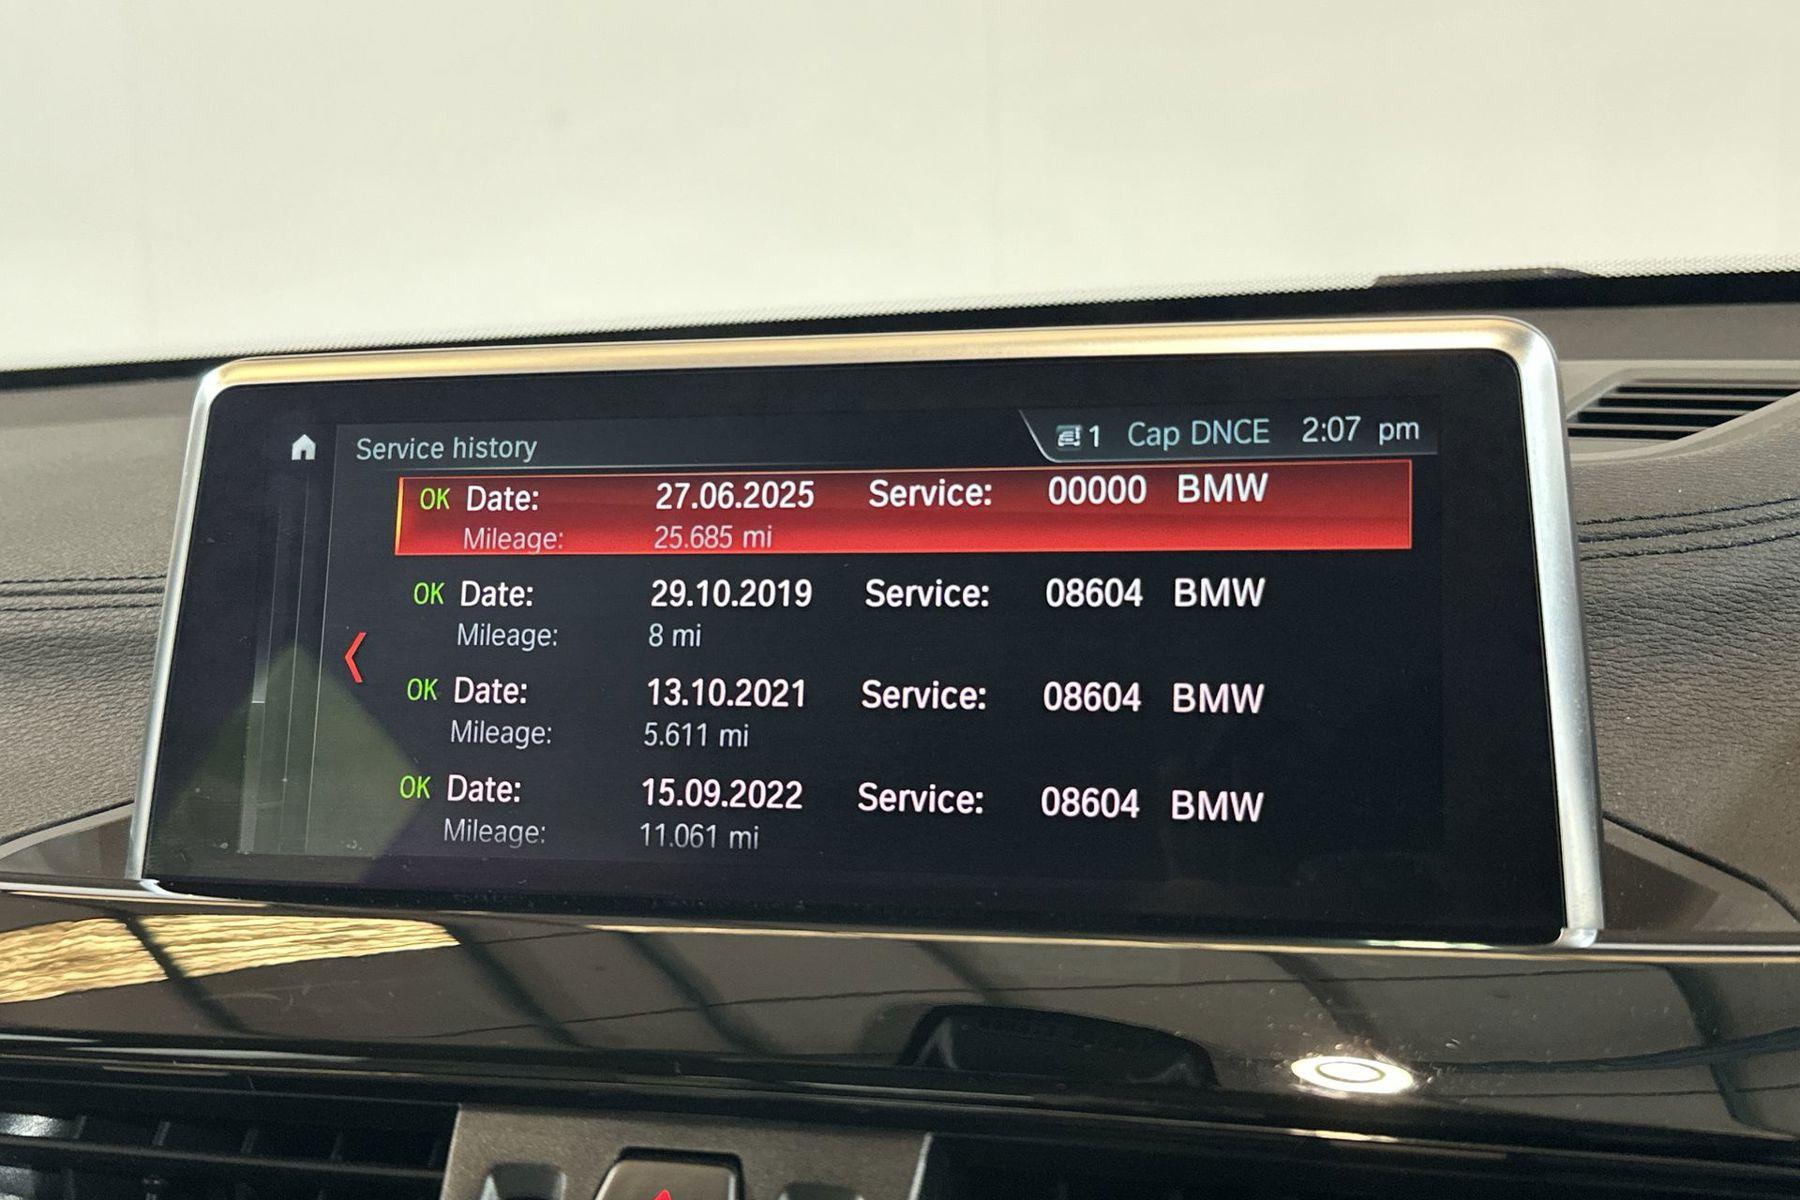 Service history 1 Cap DNCE 2:07 pm
OK Date: 27.06.2025 Service: 00000 BMW
Mileage: 25.685 mi
OK Date: 29.10.2019 Service: 08604 BMW
Mileage: 8 mi
OK Date: 13.10.2021 Service: 08604 BMW
Mileage: 5.611 mi
OK Date: 15.09.2022 Service: 08604 BMW
Mileage: 11.061 mi